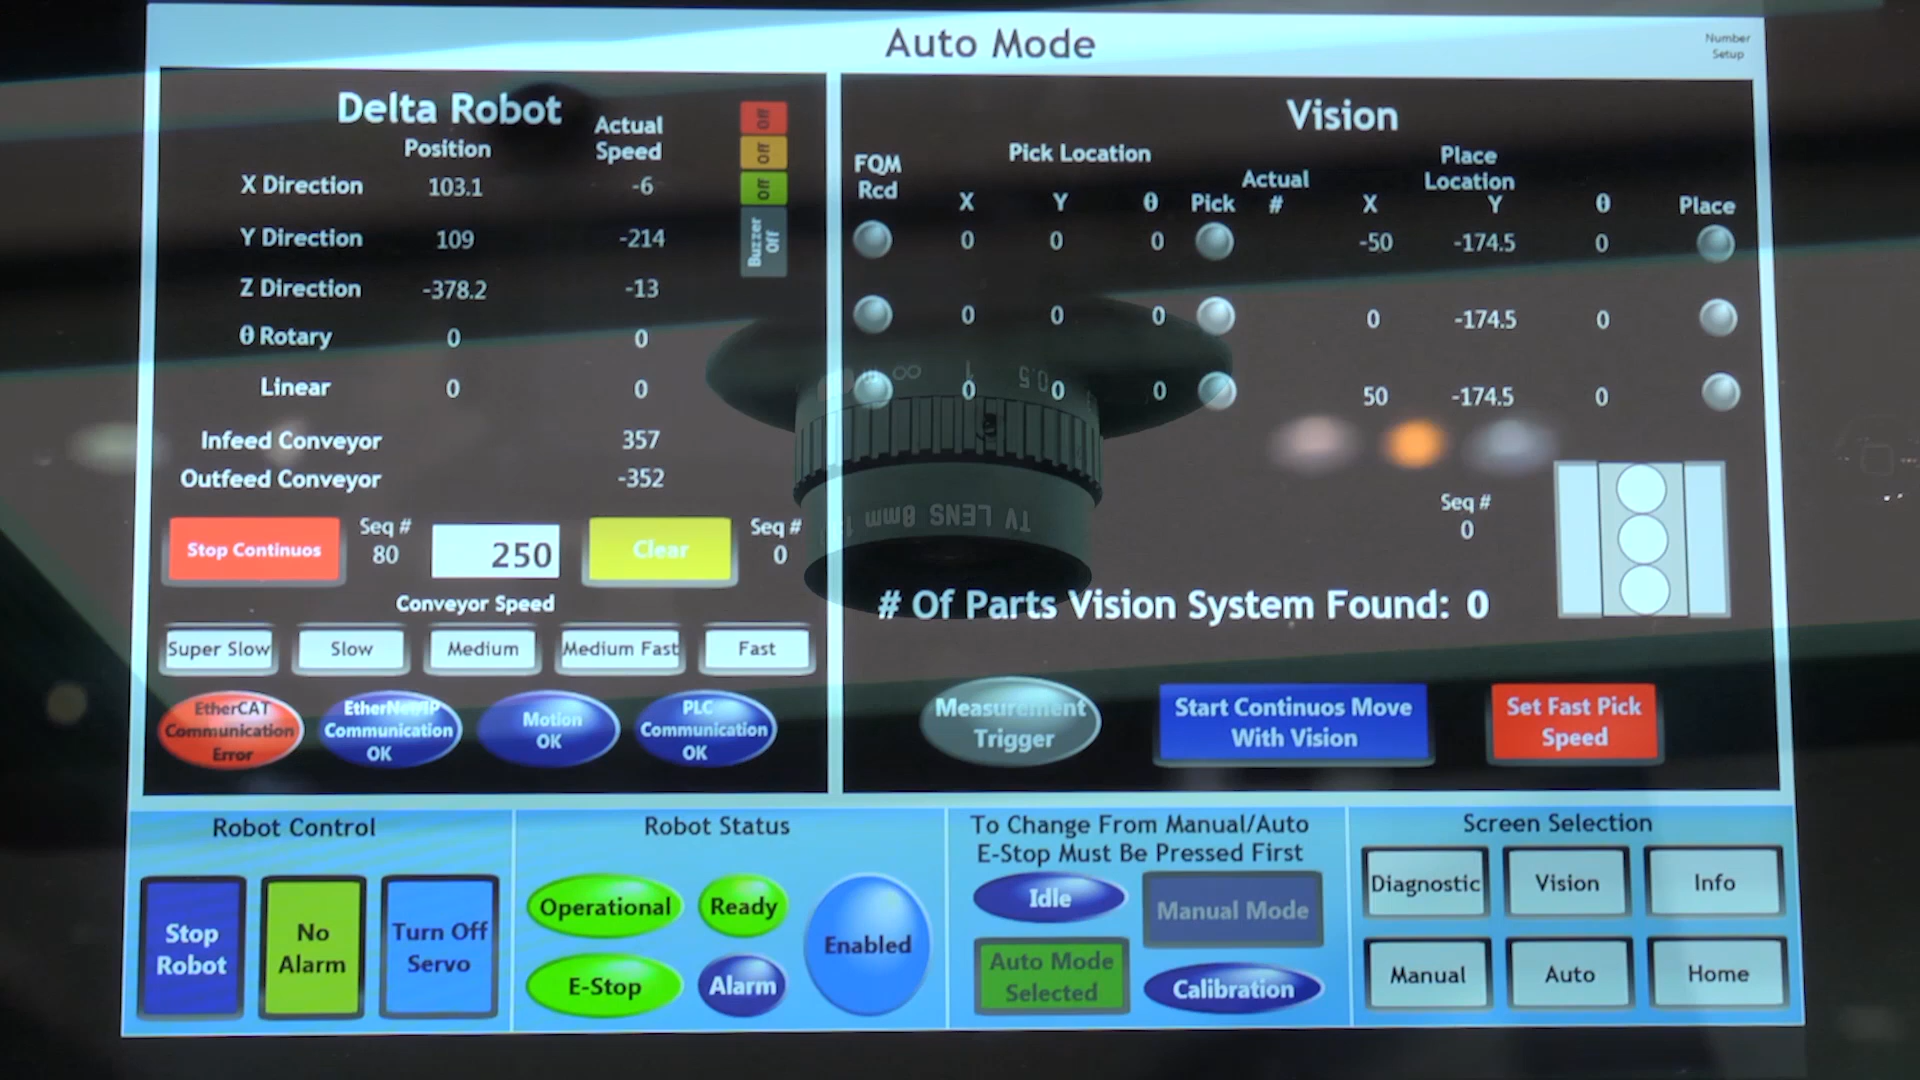 Auto Mode
Number
Setup
Delta Robot
Position
Actual
Speed
X Direction 103.1 -6
Y Direction 109 -214
Z Direction -378.2 -13
θ Rotary 0 0
Linear 0 0
Infeed Conveyor 357
Outfeed Conveyor -352
Off
Off
Off
Buzzer
Off
Stop Continuos
Seq #
80
250
Clear
Seq #
0
Conveyor Speed
Super Slow Slow Medium Medium Fast Fast
EtherCAT
Communication
Error
EtherNet/IP
Communication
OK
Motion
OK
PLC
Communication
OK
Vision
FQM
Rcd
Pick Location
X Y θ Pick
Actual
#
Place
Location
X Y θ Place
0 0 0 -50 -174.5 0
0 0 0 0 -174.5 0
0 0 0 50 -174.5 0
∞ 1 0.5
TV LENS 8mm
Seq #
0
# Of Parts Vision System Found: 0
Measurement
Trigger
Start Continuos Move
With Vision
Set Fast Pick
Speed
Robot Control
Stop
Robot
No
Alarm
Turn Off
Servo
Robot Status
Operational
Ready
E-Stop
Alarm
Enabled
To Change From Manual/Auto
E-Stop Must Be Pressed First
Idle
Manual Mode
Auto Mode
Selected
Calibration
Screen Selection
Diagnostic Vision Info
Manual Auto Home